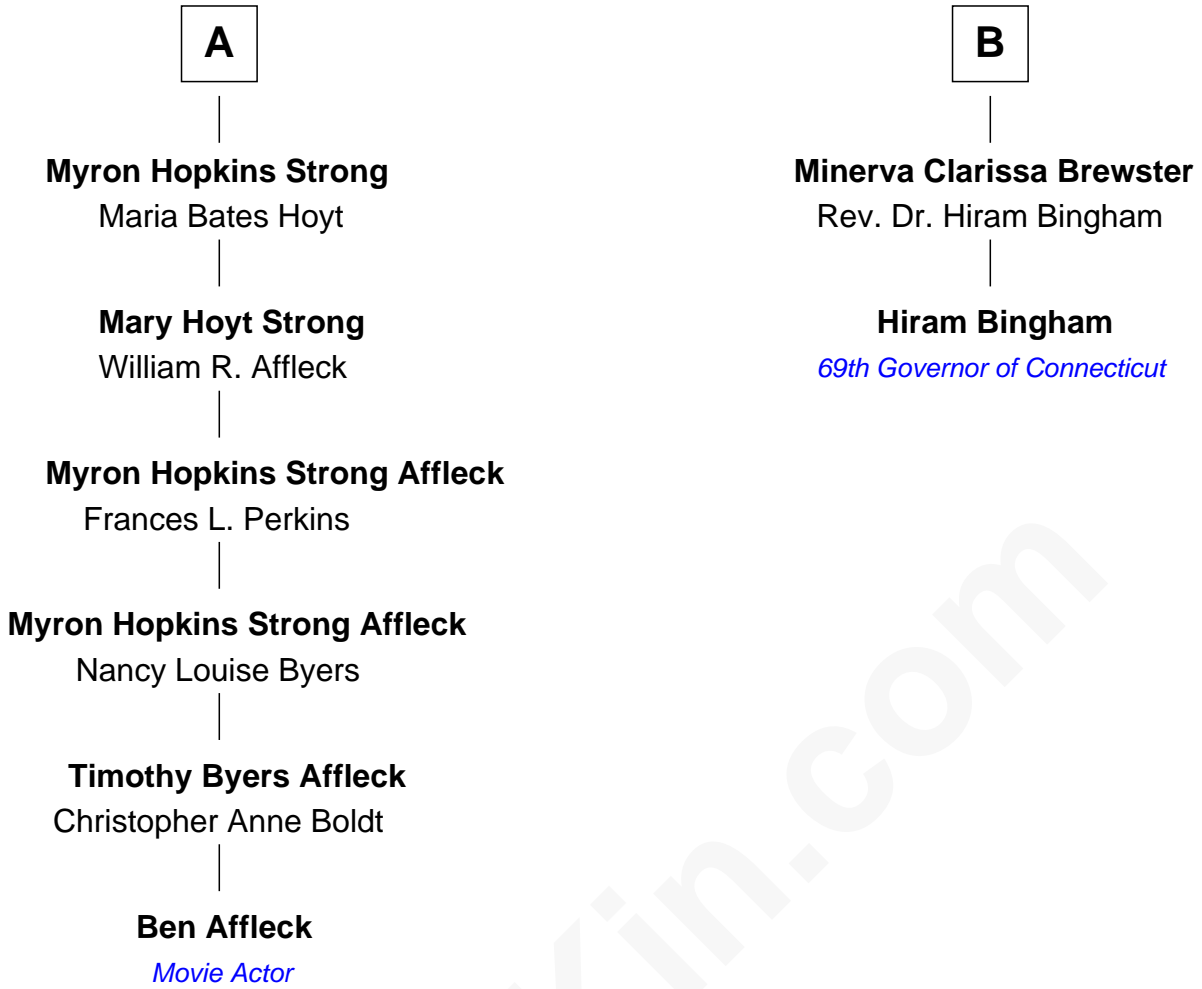 A
Myron Hopkins Strong
Maria Bates Hoyt
Mary Hoyt Strong
William R. Affleck
Myron Hopkins Strong Affleck
Frances L. Perkins
Myron Hopkins Strong Affleck
Nancy Louise Byers
Timothy Byers Affleck
Christopher Anne Boldt
Ben Affleck
Movie Actor
B
Minerva Clarissa Brewster
Rev. Dr. Hiram Bingham
Hiram Bingham
69th Governor of Connecticut
in.com